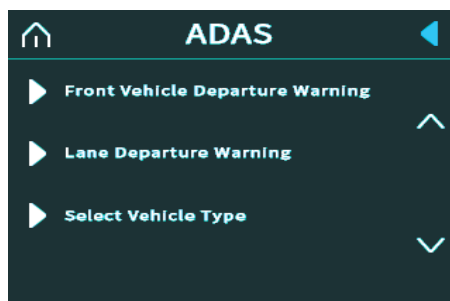 ADAS
Front Vehicle Departure Warning
Lane Departure Warning
Select Vehicle Type